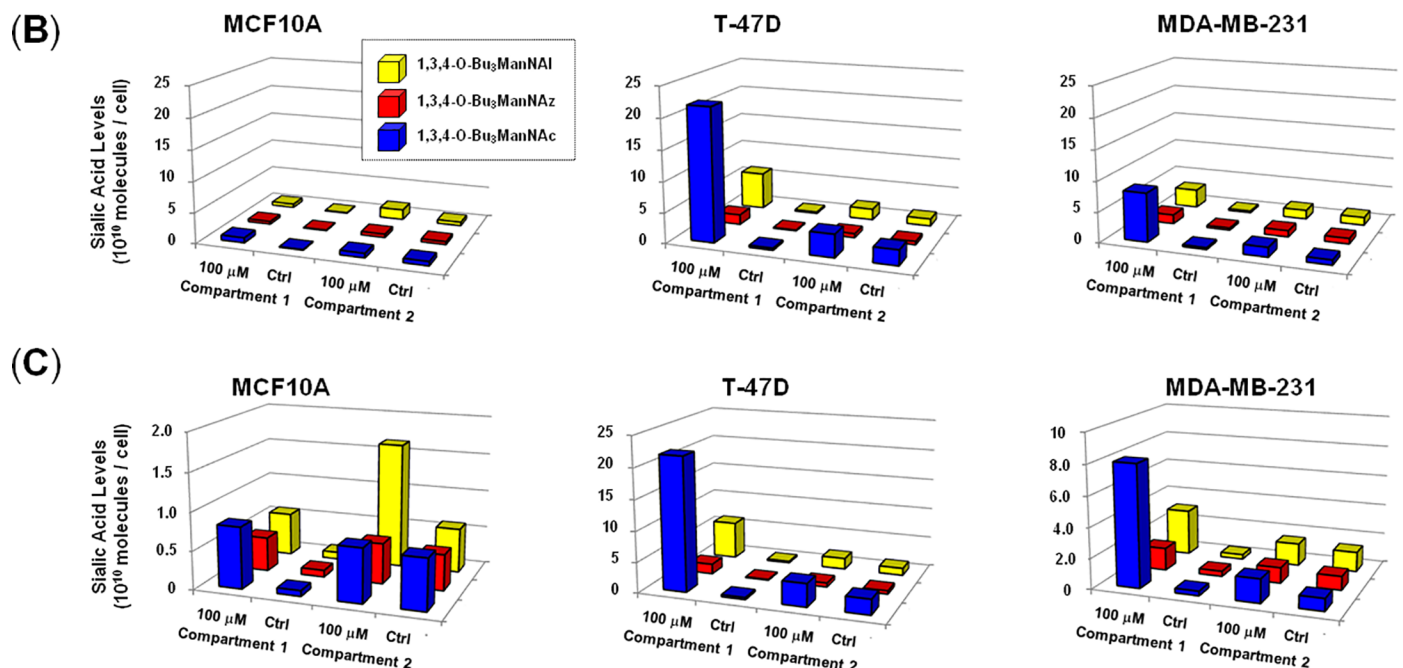 (B)
MCF10A
T-47D
MDA-MB-231
1,3,4-O-Bu₃ManNAl
1,3,4-O-Bu₃ManNAz
1,3,4-O-Bu₃ManNAc
Sialic Acid Levels
(10¹⁰ molecules / cell)
25
20
15
10
5
0
100 µM Ctrl 100 µM Ctrl
Compartment 1 Compartment 2
25
20
15
10
5
0
100 µM Ctrl 100 µM Ctrl
Compartment 1 Compartment 2
25
20
15
10
5
0
100 µM Ctrl 100 µM Ctrl
Compartment 1 Compartment 2
(C)
MCF10A
T-47D
MDA-MB-231
Sialic Acid Levels
(10¹⁰ molecules / cell)
2.0
1.5
1.0
0.5
0
100 µM Ctrl 100 µM Ctrl
Compartment 1 Compartment 2
25
20
15
10
5
0
100 µM Ctrl 100 µM Ctrl
Compartment 1 Compartment 2
10
8.0
6.0
4.0
2.0
0
100 µM Ctrl 100 µM Ctrl
Compartment 1 Compartment 2